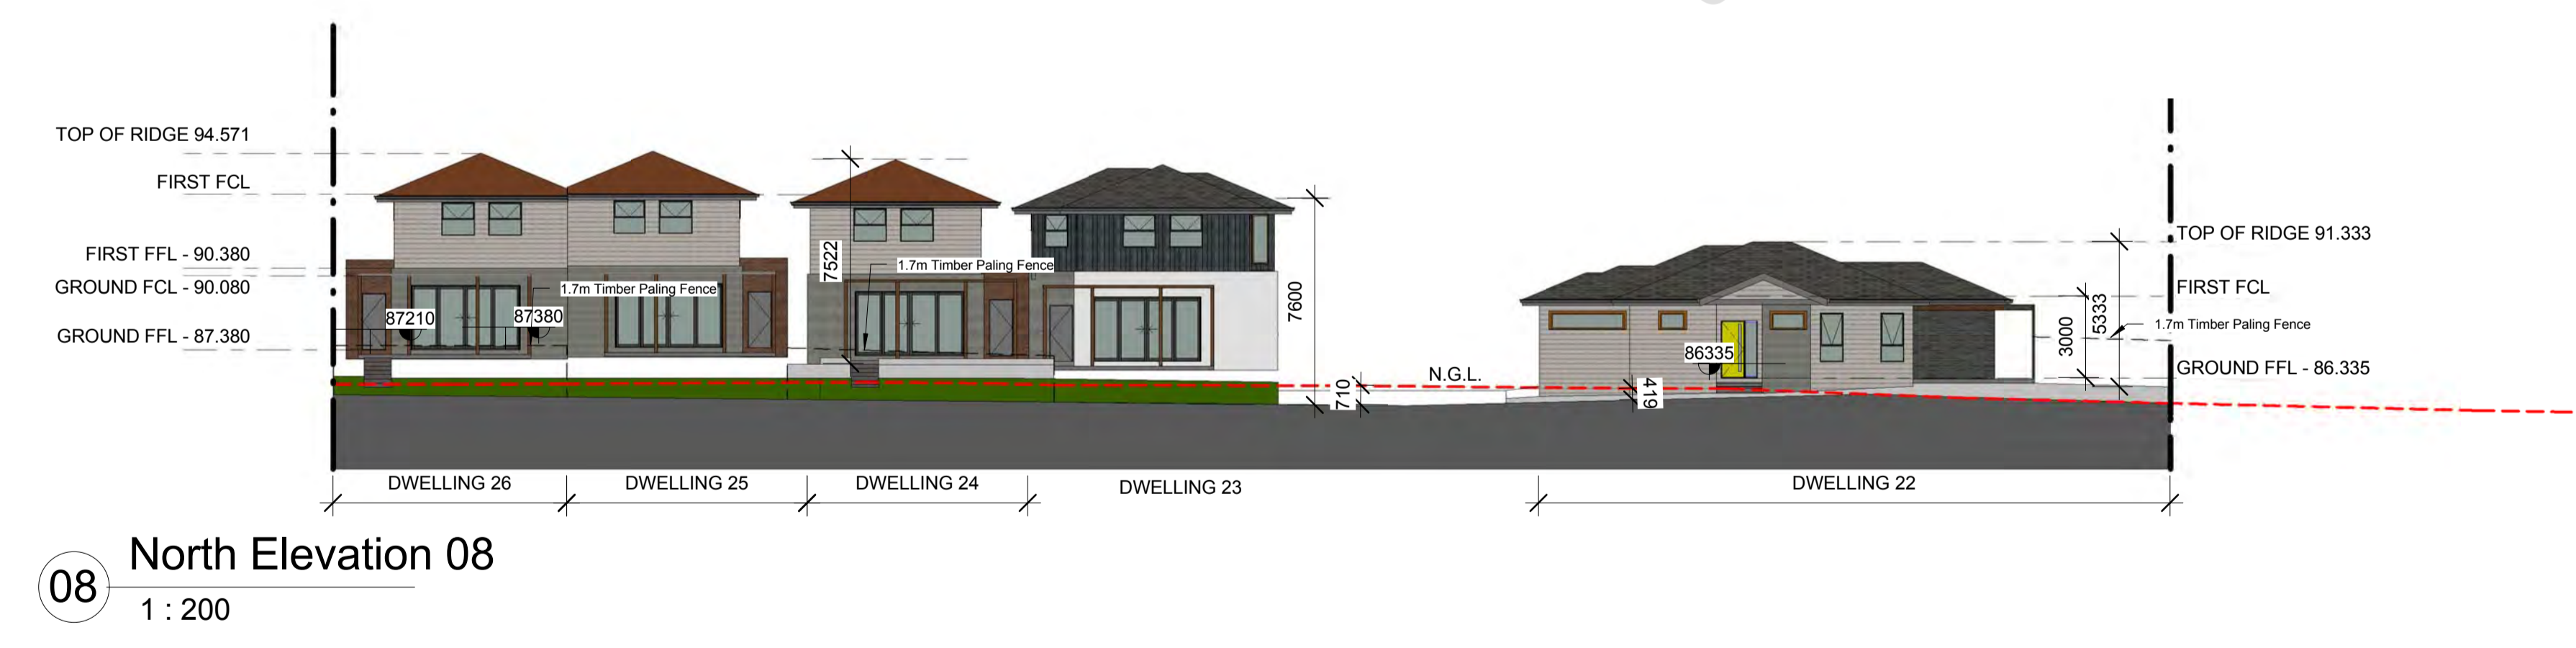 TOP OF RIDGE 94.571
FIRST FCL
FIRST FFL - 90.380
GROUND FCL - 90.080
GROUND FFL - 87.380
87210
87380
1.7m Timber Paling Fence
7522
1.7m Timber Paling Fence
7600
710
N.G.L.
419
86335
3000
5333
TOP OF RIDGE 91.333
FIRST FCL
1.7m Timber Paling Fence
GROUND FFL - 86.335
DWELLING 26
DWELLING 25
DWELLING 24
DWELLING 23
DWELLING 22
08
North Elevation 08
1 : 200